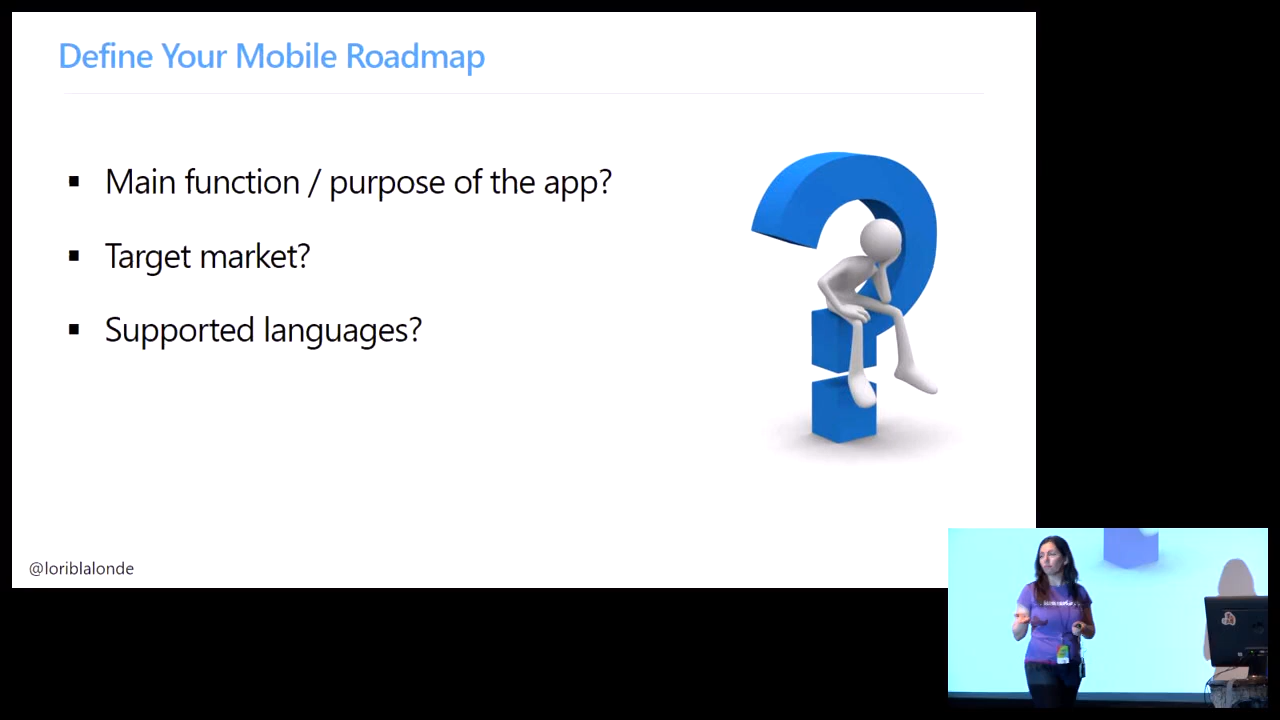 Define Your Mobile Roadmap
▪ Main function / purpose of the app?
▪ Target market?
▪ Supported languages?
@loriblalonde